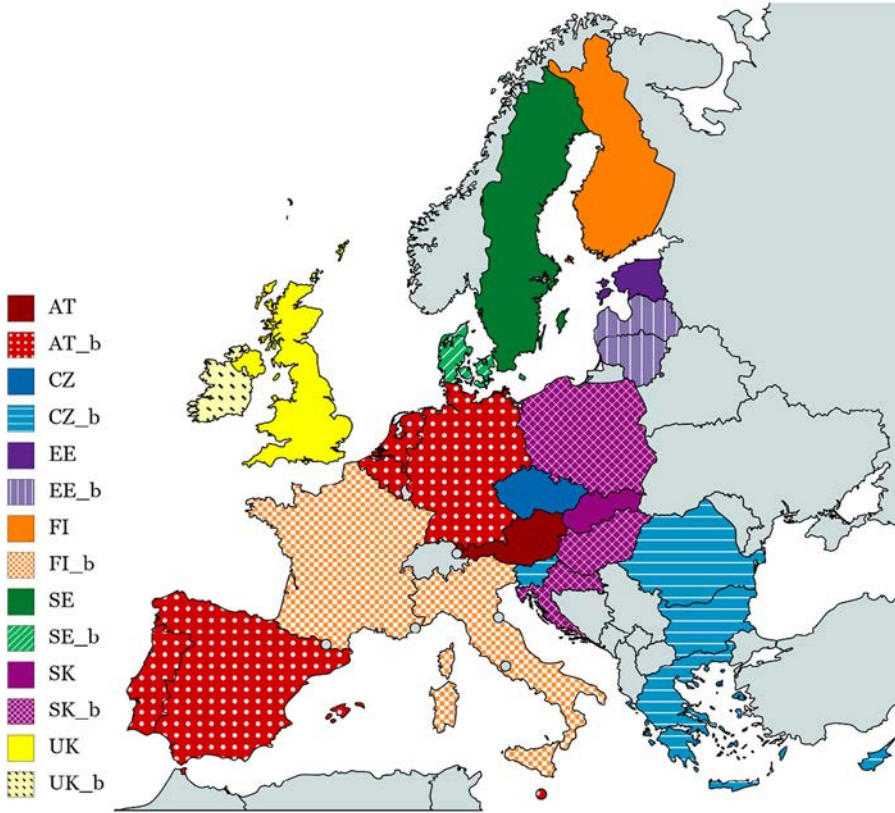 AT
AT_b
CZ
CZ_b
EE
EE_b
FI
FI_b
SE
SE_b
SK
SK_b
UK
UK_b